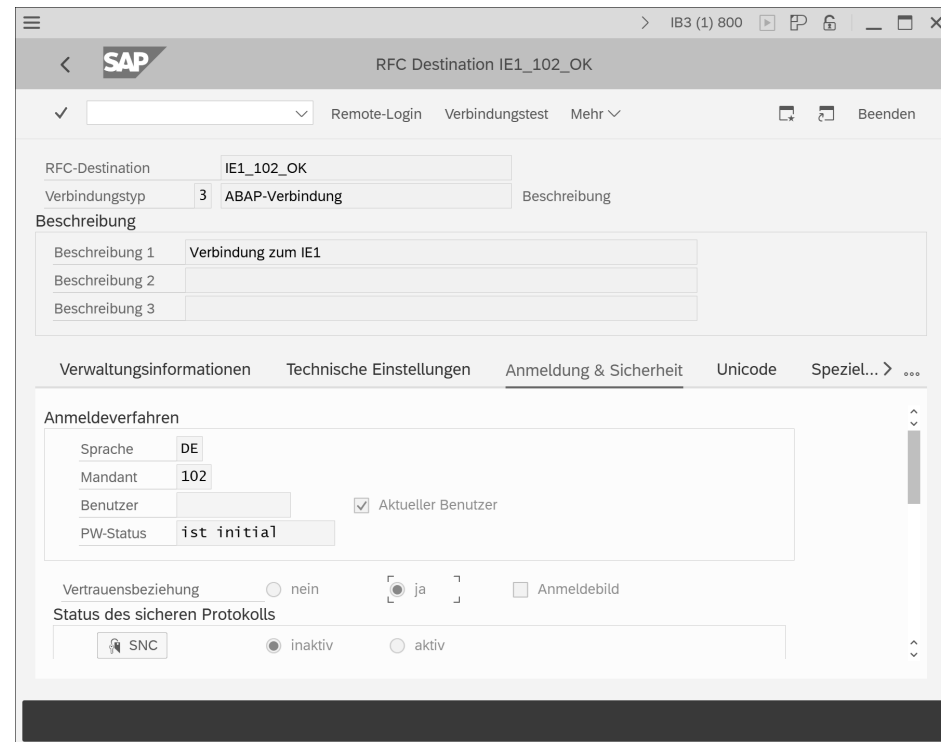 IB3 (1) 800
SAP
RFC Destination IE1_102_OK
Remote-Login Verbindungstest Mehr Beenden
RFC-Destination IE1_102_OK
Verbindungstyp 3 ABAP-Verbindung Beschreibung
Beschreibung
Beschreibung 1 Verbindung zum IE1
Beschreibung 2
Beschreibung 3
Verwaltungsinformationen Technische Einstellungen Anmeldung & Sicherheit Unicode Speziel...
Anmeldeverfahren
Sprache DE
Mandant 102
Benutzer Aktueller Benutzer
PW-Status ist initial
Vertrauensbeziehung nein ja Anmeldebild
Status des sicheren Protokolls
SNC inaktiv aktiv